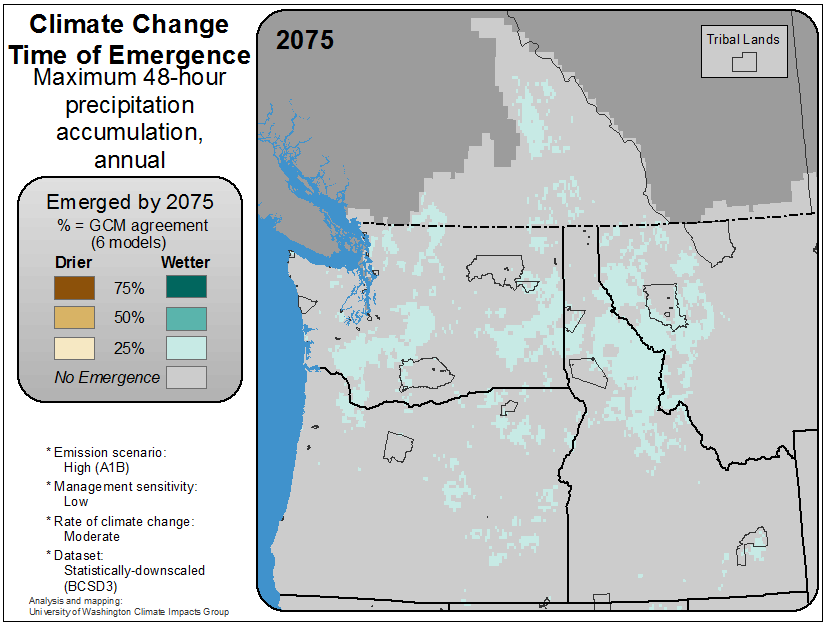 Climate Change
Time of Emergence
Maximum 48-hour
precipitation
accumulation,
annual
Emerged by 2075
% = GCM agreement
(6 models)
Drier Wetter
75%
50%
25%
No Emergence
* Emission scenario:
High (A1B)
* Management sensitivity:
Low
* Rate of climate change:
Moderate
* Dataset:
Statistically-downscaled
(BCSD3)
Analysis and mapping:
University of Washington Climate Impacts Group
2075
Tribal Lands